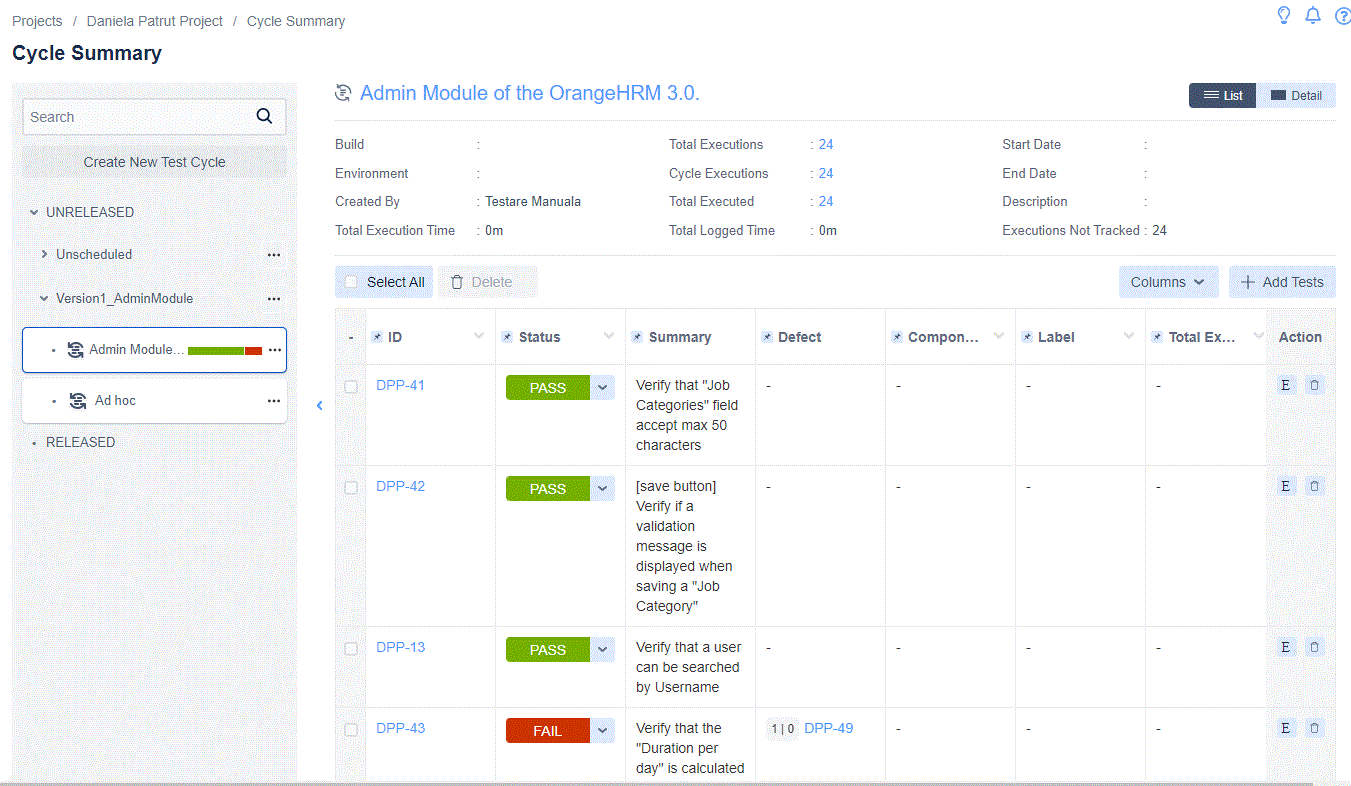 Projects / Daniela Patrut Project / Cycle Summary
Cycle Summary
Search
Create New Test Cycle
UNRELEASED
Unscheduled
Version1_AdminModule
Admin Module...
Ad hoc
RELEASED
Admin Module of the OrangeHRM 3.0.
List
Detail
Build :
Total Executions : 24
Start Date :
Environment :
Cycle Executions : 24
End Date :
Created By : Testare Manuala
Total Executed : 24
Description :
Total Execution Time : 0m
Total Logged Time : 0m
Executions Not Tracked : 24
Select All
Delete
Columns
Add Tests
- ID Status Summary Defect Compon... Label Total Ex... Action
DPP-41
PASS
Verify that "Job
Categories" field
accept max 50
characters
- - - -
E
DPP-42
PASS
[save button]
Verify if a
validation
message is
displayed when
saving a "Job
Category"
- - - -
E
DPP-13
PASS
Verify that a user
can be searched
by Username
- - - -
E
DPP-43
FAIL
Verify that the
"Duration per
day" is calculated
1 | 0 DPP-49
- - -
E